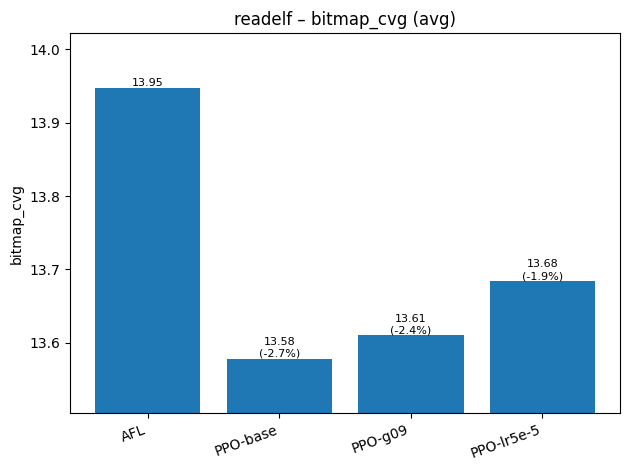 readelf – bitmap_cvg (avg)
bitmap_cvg
14.0
13.9
13.8
13.7
13.6
13.95
13.58
(-2.7%)
13.61
(-2.4%)
13.68
(-1.9%)
AFL
PPO-base
PPO-g09
PPO-lr5e-5